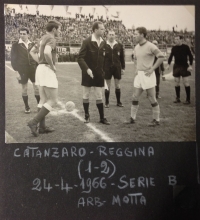 CATANZARO - REGGINA
(1-2)
24-4-1966 - SERIE B
ARB. MOTTA